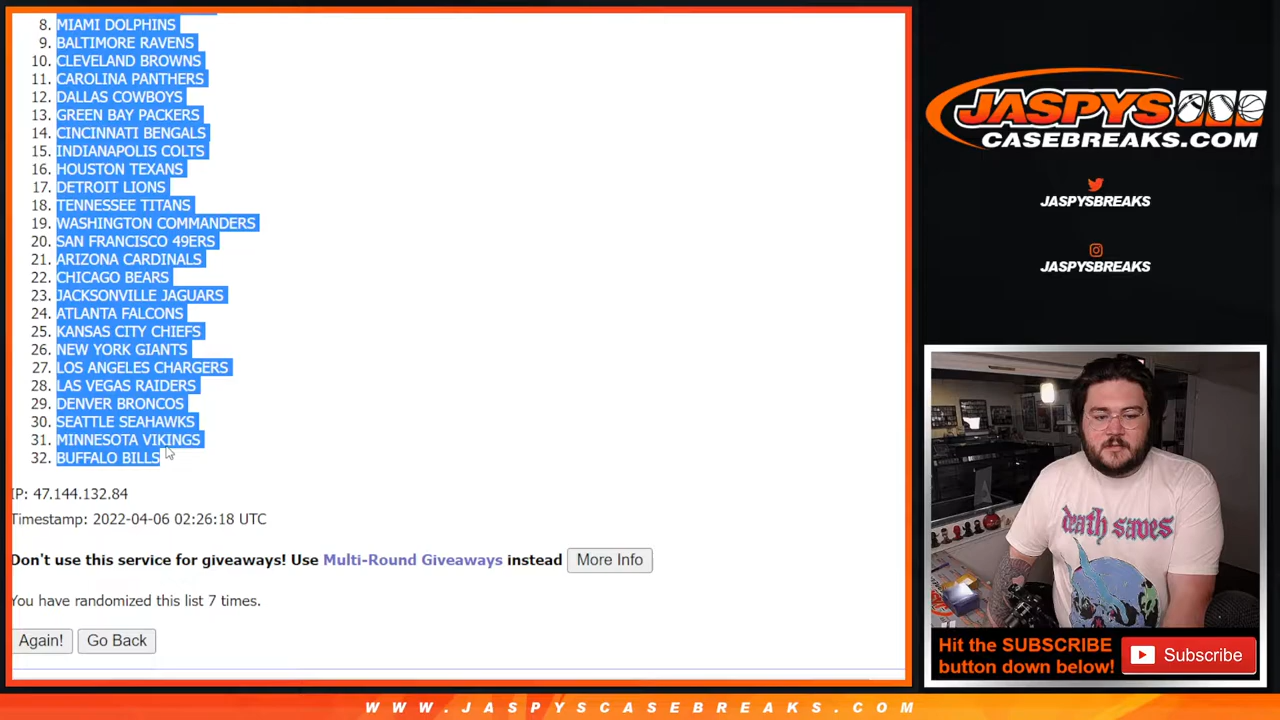 8. MIAMI DOLPHINS
9. BALTIMORE RAVENS
10. CLEVELAND BROWNS
11. CAROLINA PANTHERS
12. DALLAS COWBOYS
13. GREEN BAY PACKERS
14. CINCINNATI BENGALS
15. INDIANAPOLIS COLTS
16. HOUSTON TEXANS
17. DETROIT LIONS
18. TENNESSEE TITANS
19. WASHINGTON COMMANDERS
20. SAN FRANCISCO 49ERS
21. ARIZONA CARDINALS
22. CHICAGO BEARS
23. JACKSONVILLE JAGUARS
24. ATLANTA FALCONS
25. KANSAS CITY CHIEFS
26. NEW YORK GIANTS
27. LOS ANGELES CHARGERS
28. LAS VEGAS RAIDERS
29. DENVER BRONCOS
30. SEATTLE SEAHAWKS
31. MINNESOTA VIKINGS
32. BUFFALO BILLS
IP: 47.144.132.84
Timestamp: 2022-04-06 02:26:18 UTC
Don't use this service for giveaways! Use Multi-Round Giveaways instead More Info
You have randomized this list 7 times.
Again! Go Back
JASPYS
CASEBREAKS.COM
JASPYSBREAKS
JASPYSBREAKS
death saves
Hit the SUBSCRIBE
button down below!
Subscribe
WWW.JASPYSCASEBREAKS.COM